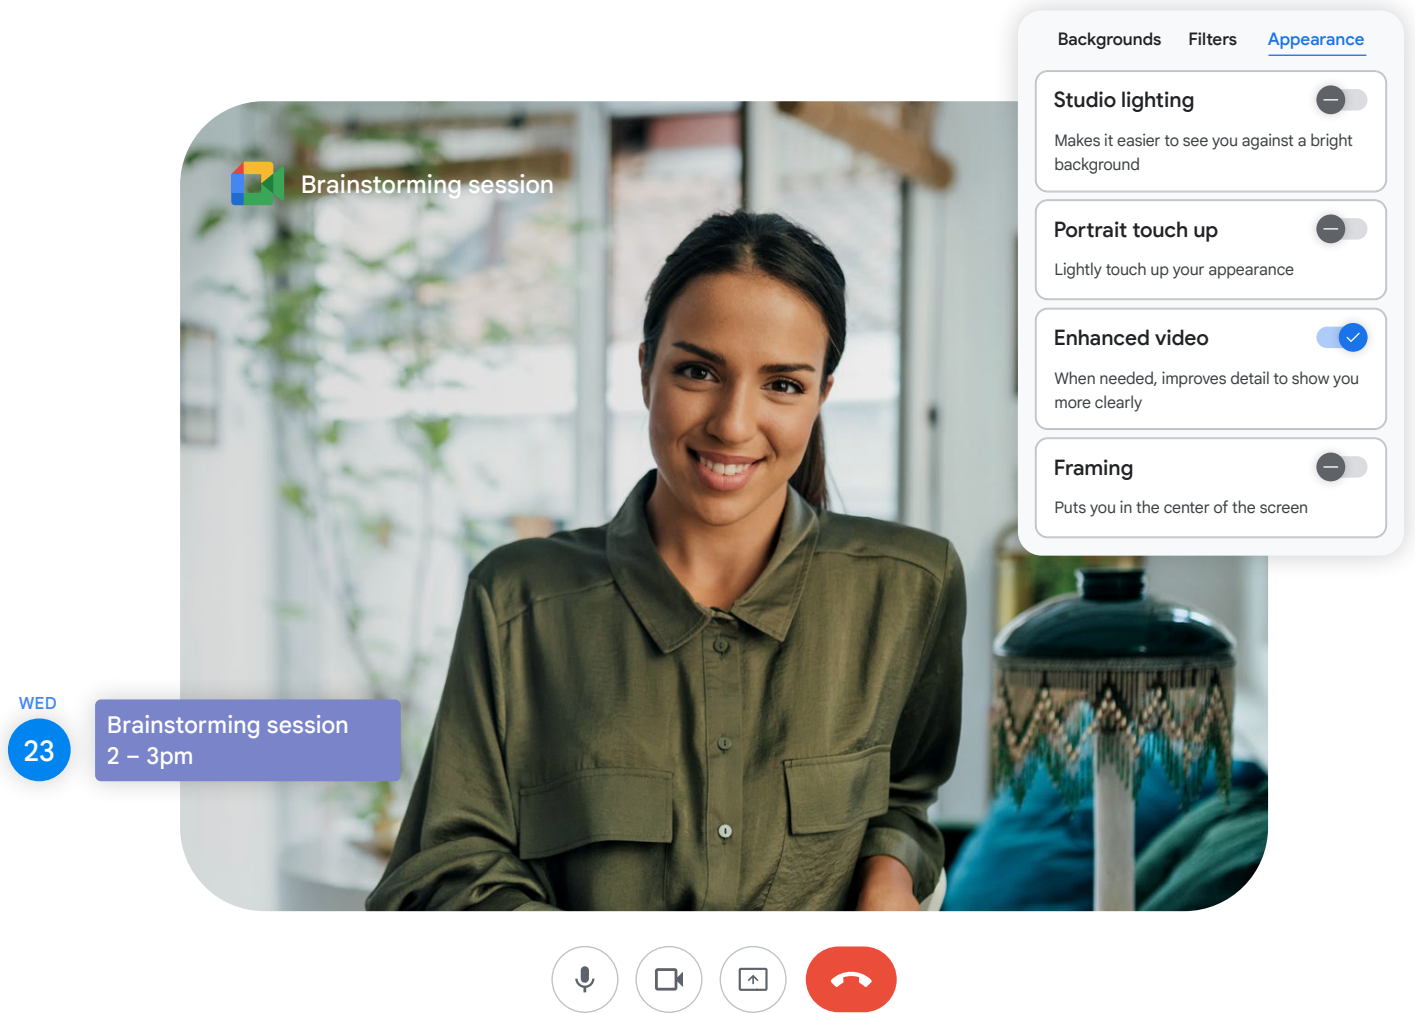 Backgrounds Filters Appearance
Studio lighting
Makes it easier to see you against a bright
background
Portrait touch up
Lightly touch up your appearance
Enhanced video
When needed, improves detail to show you
more clearly
Framing
Puts you in the center of the screen
Brainstorming session
WED
23
Brainstorming session
2 – 3pm